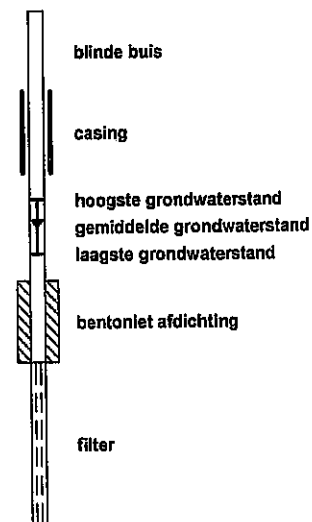 blinde buis
casing
hoogste grondwaterstand
gemiddelde grondwaterstand
laagste grondwaterstand
bentoniet afdichting
filter